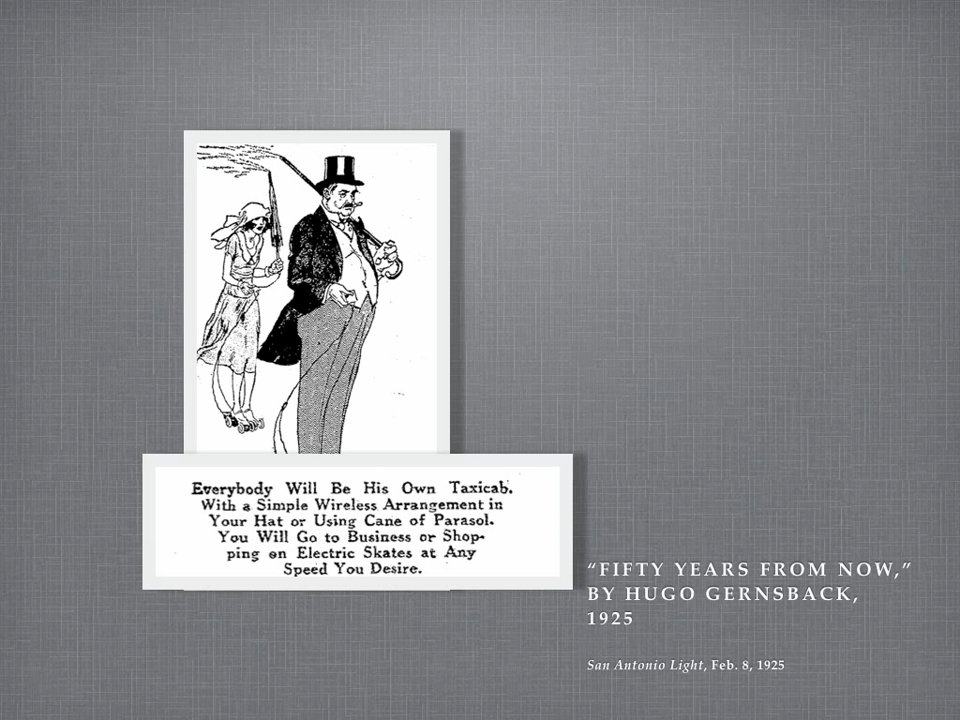 Everybody Will Be His Own Taxicab.
With a Simple Wireless Arrangement in
Your Hat or Using Cane of Parasol.
You Will Go to Business or Shop-
ping on Electric Skates at Any
Speed You Desire.
“FIFTY YEARS FROM NOW,”
BY HUGO GERNSBACK,
1925
San Antonio Light, Feb. 8, 1925